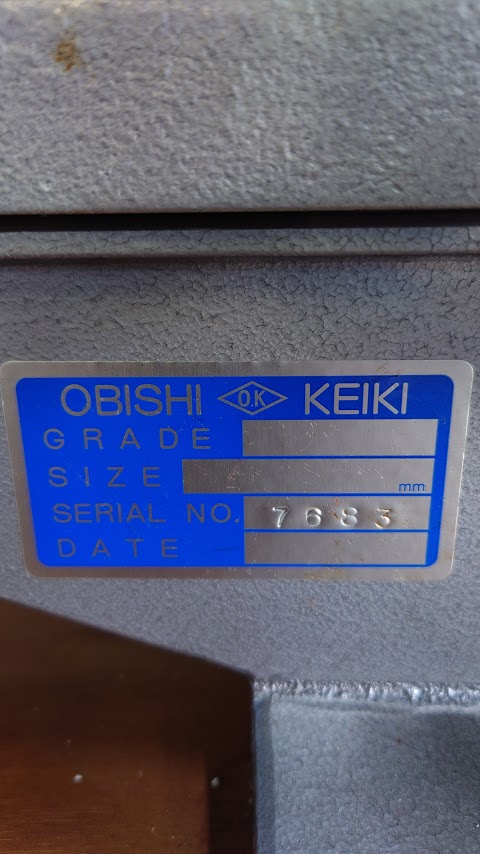 OBISHI O.K KEIKI
GRADE
SIZE mm
SERIAL NO. 7683
DATE